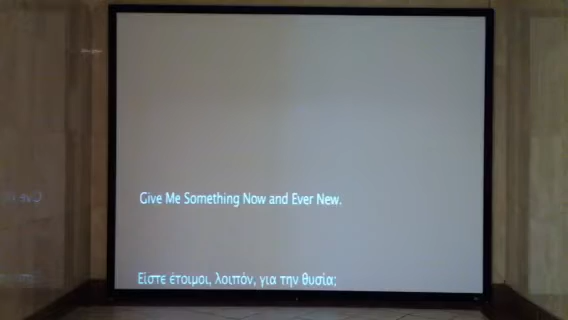 Give Me Something Now and Ever New.
Είστε έτοιμοι, λοιπόν, για την θυσία;